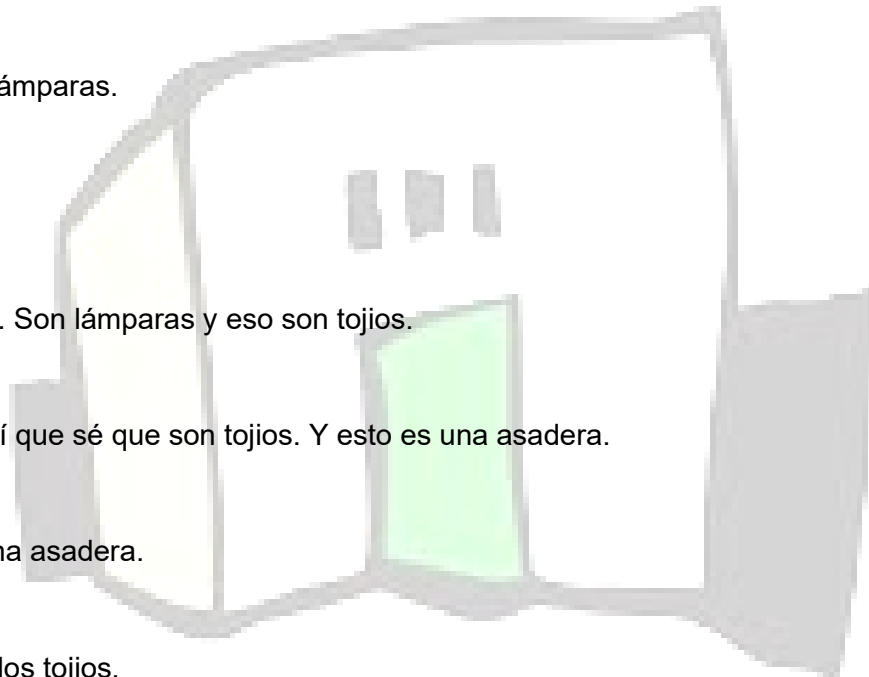 ámparas.
. Son lámparas y eso son tojios.
í que sé que son tojios. Y esto es una asadera.
na asadera.
los tojios.